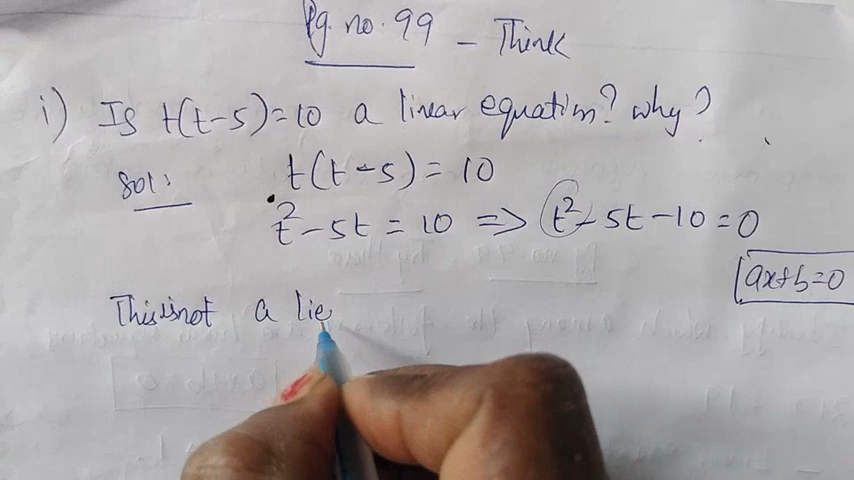 Pg. no. 99 - Think
i) Is t(t-5)=10 a linear equation? why?
Sol: t(t-5) = 10
t²-5t = 10 => t²-5t-10=0
ax+b=0
This is not a lie